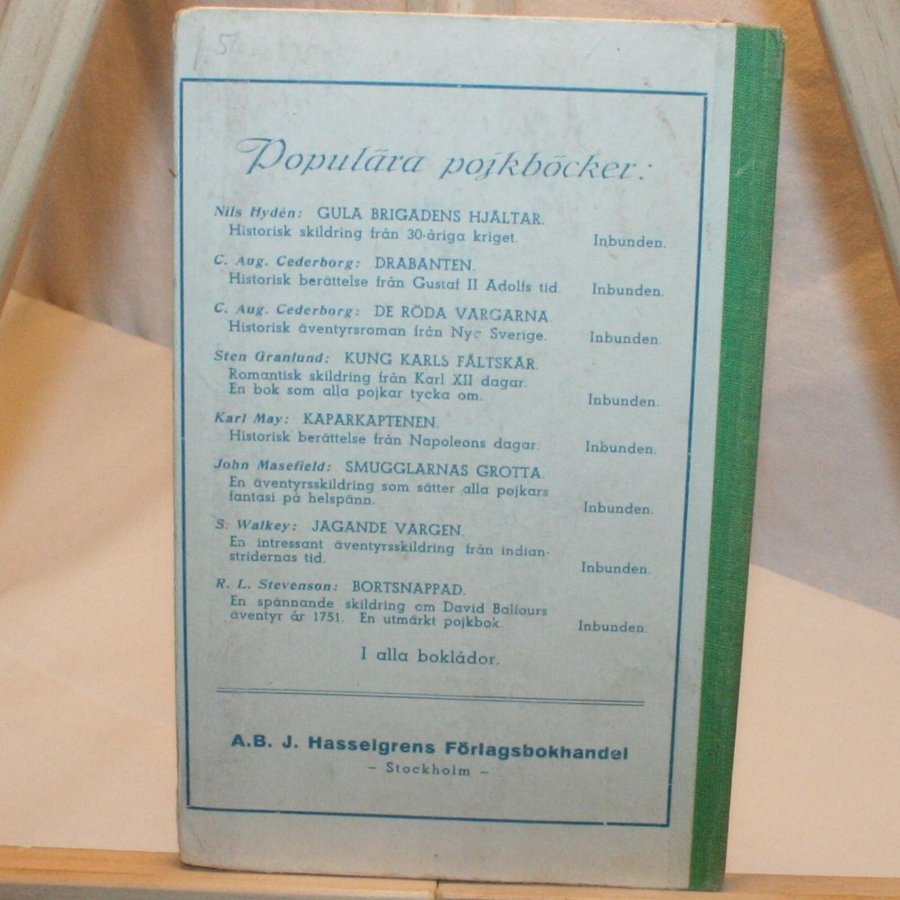 5
Populära pojkböcker:
Nils Hydén: GULA BRIGADENS HJÄLTAR.
Historisk skildring från 30-åriga kriget. Inbunden.
C. Aug. Cederborg: DRABANTEN.
Historisk berättelse från Gustaf II Adolfs tid. Inbunden.
C. Aug. Cederborg: DE RÖDA VARGARNA.
Historisk äventyrsroman från Nya Sverige. Inbunden.
Sten Granlund: KUNG KARLS FÄLTSKÄR.
Romantisk skildring från Karl XII dagar.
En bok som alla pojkar tycka om. Inbunden.
Karl May: KAPARKAPTENEN.
Historisk berättelse från Napoleons dagar. Inbunden.
John Masefield: SMUGGLARNAS GROTTA.
En äventyrsskildring som sätter alla pojkars
fantasi på helspänn. Inbunden.
S. Walkey: JAGANDE VARGEN.
En intressant äventyrsskildring från indian-
stridernas tid. Inbunden.
R. L. Stevenson: BORTSNAPPAD.
En spännande skildring om David Balfours
äventyr år 1751. En utmärkt pojkbok. Inbunden.
I alla boklådor.
A.B. J. Hasselgrens Förlagsbokhandel
- Stockholm -